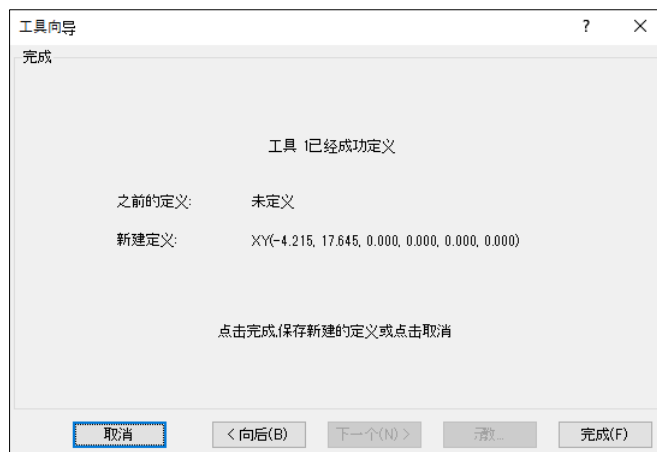 工具向导 ? ×
完成
工具 1已经成功定义
之前的定义: 未定义
新建定义: XY(-4.215, 17.645, 0.000, 0.000, 0.000, 0.000)
点击完成,保存新建的定义或点击取消
取消 < 向后(B) 下一个(N) > 示教... 完成(F)